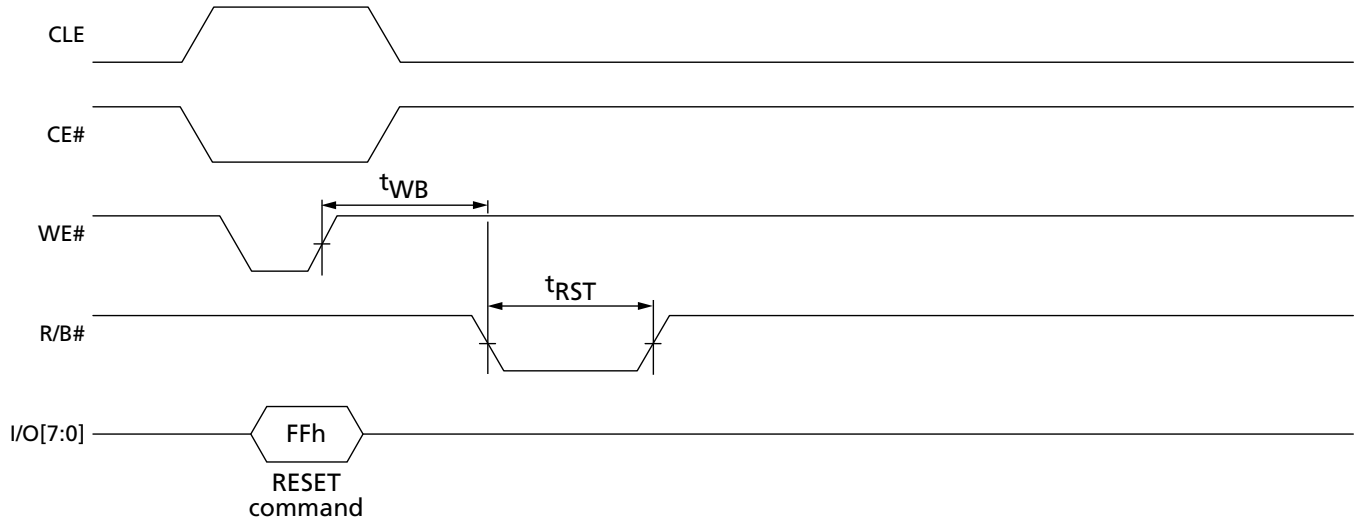 CLE
CE#
tWB
WE#
tRST
R/B#
I/O[7:0]
FFh
RESET
command